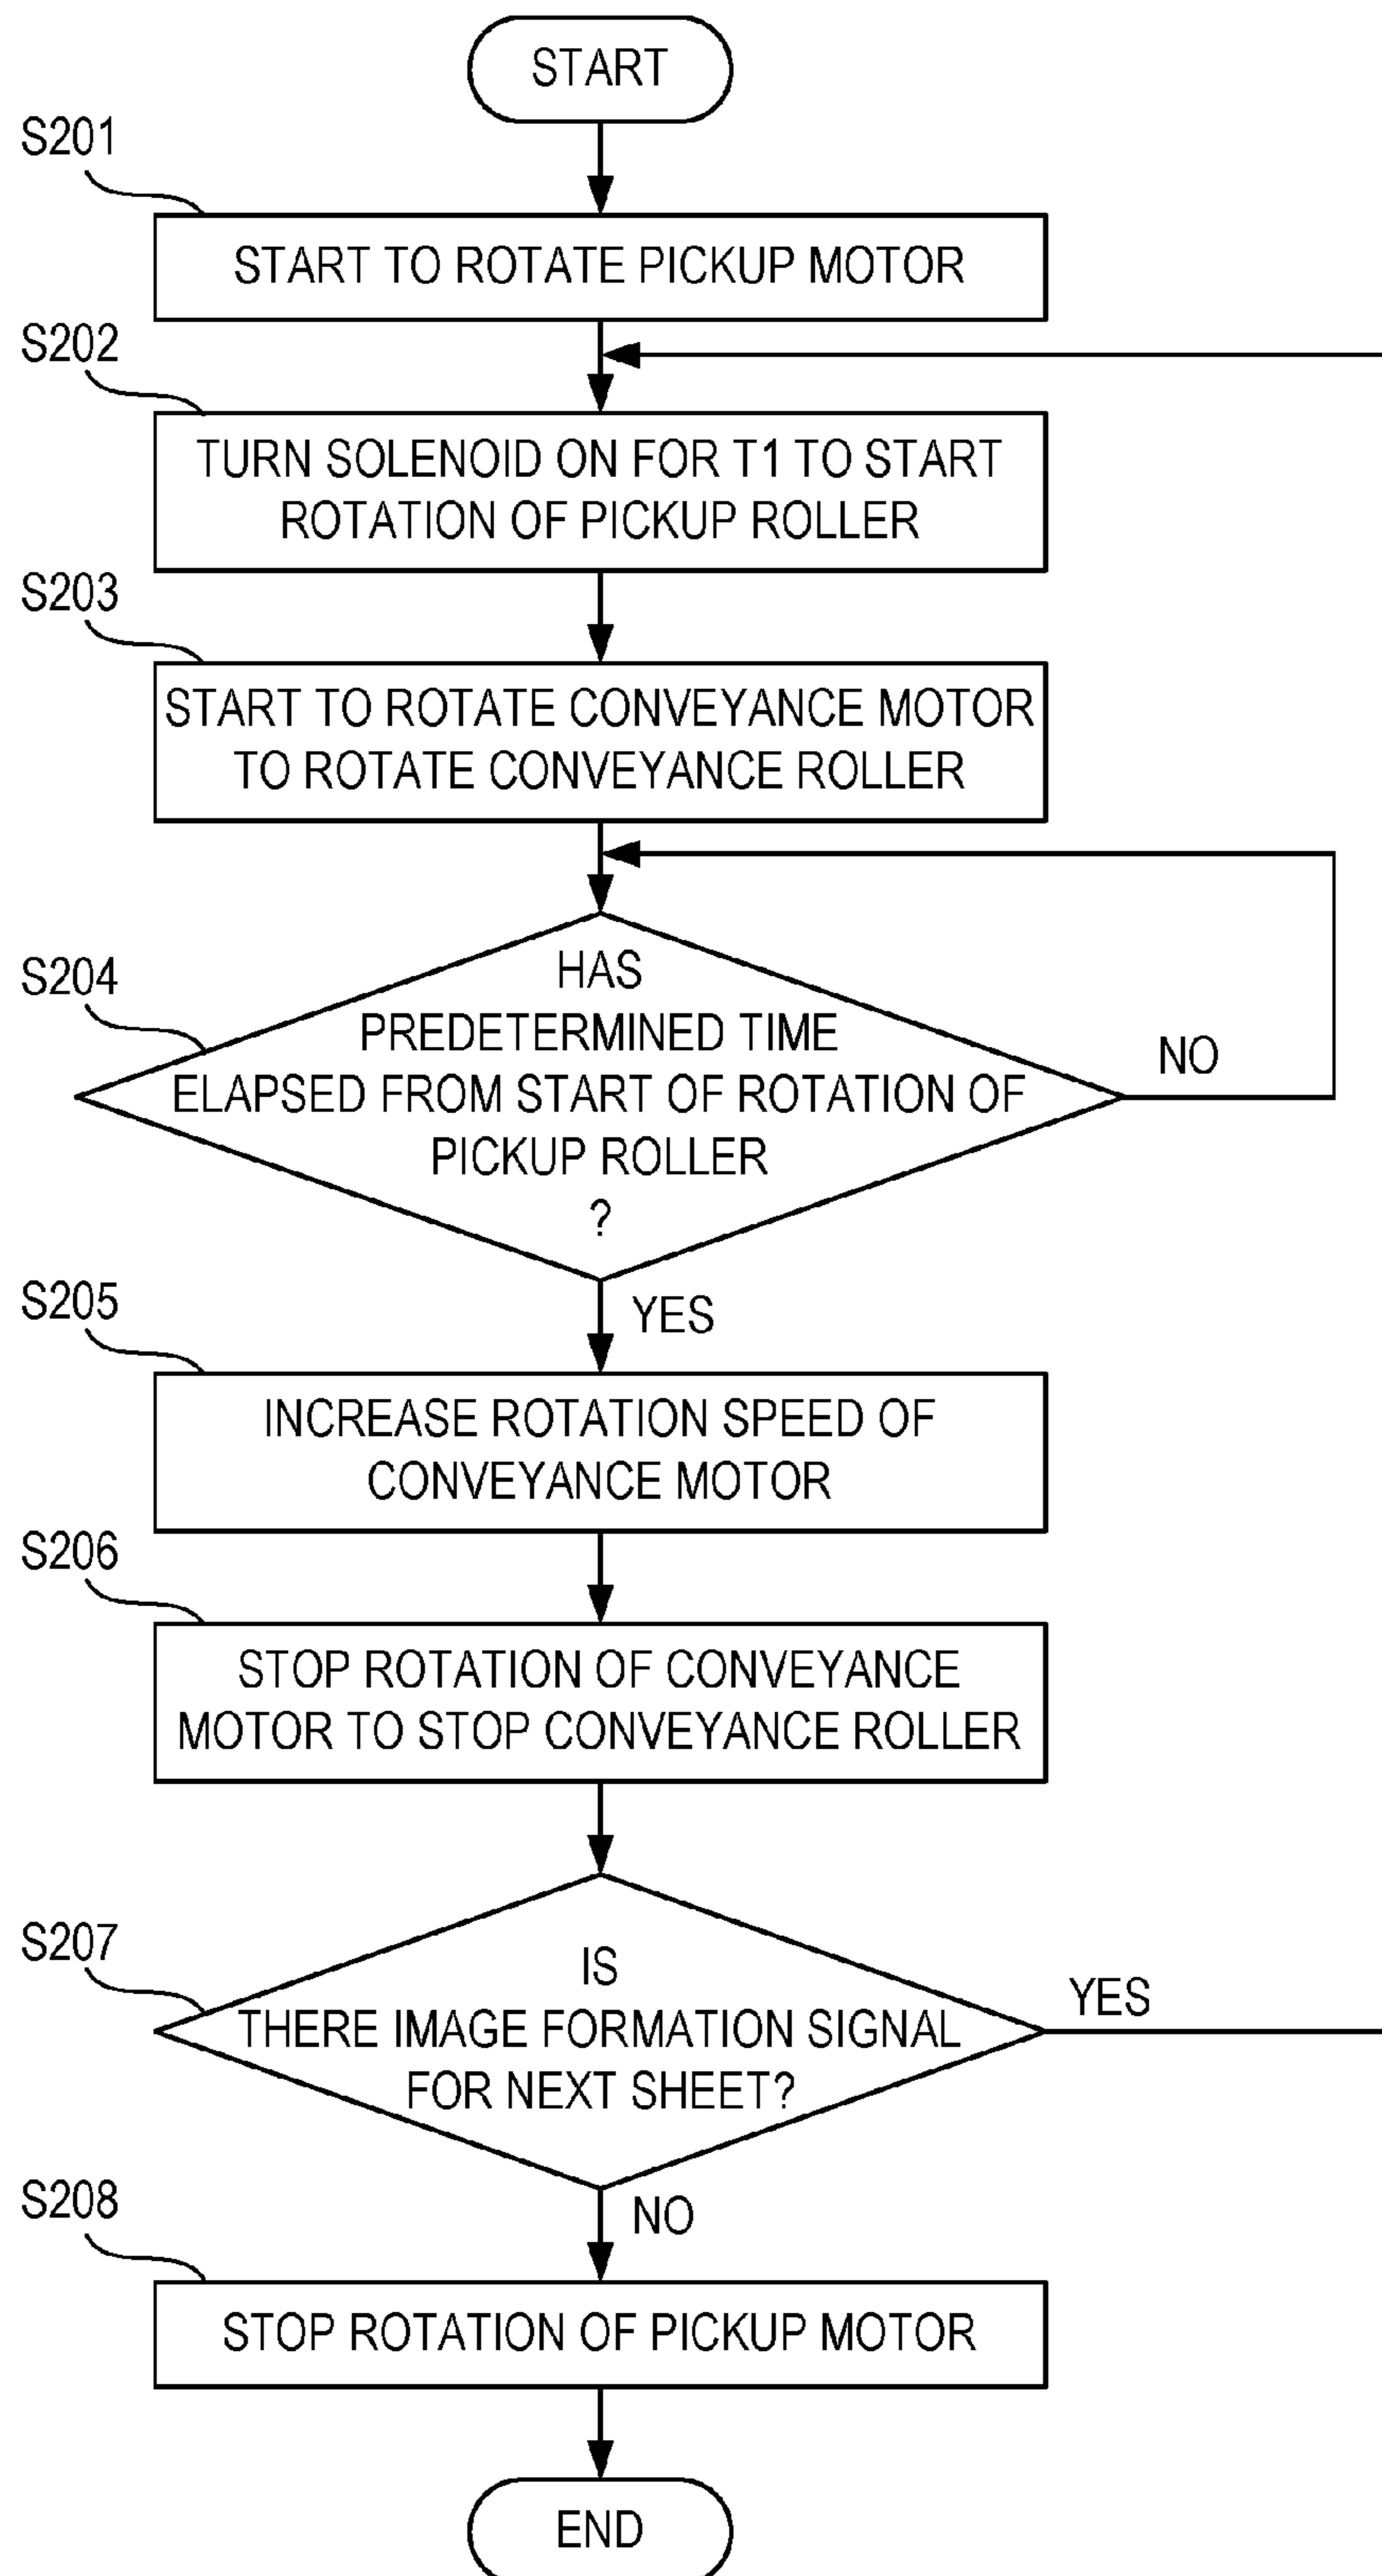 START
S201
START TO ROTATE PICKUP MOTOR
S202
TURN SOLENOID ON FOR T1 TO START
ROTATION OF PICKUP ROLLER
S203
START TO ROTATE CONVEYANCE MOTOR
TO ROTATE CONVEYANCE ROLLER
S204
HAS
PREDETERMINED TIME
ELAPSED FROM START OF ROTATION OF
PICKUP ROLLER
?
NO
YES
S205
INCREASE ROTATION SPEED OF
CONVEYANCE MOTOR
S206
STOP ROTATION OF CONVEYANCE
MOTOR TO STOP CONVEYANCE ROLLER
S207
IS
THERE IMAGE FORMATION SIGNAL
FOR NEXT SHEET?
YES
NO
S208
STOP ROTATION OF PICKUP MOTOR
END